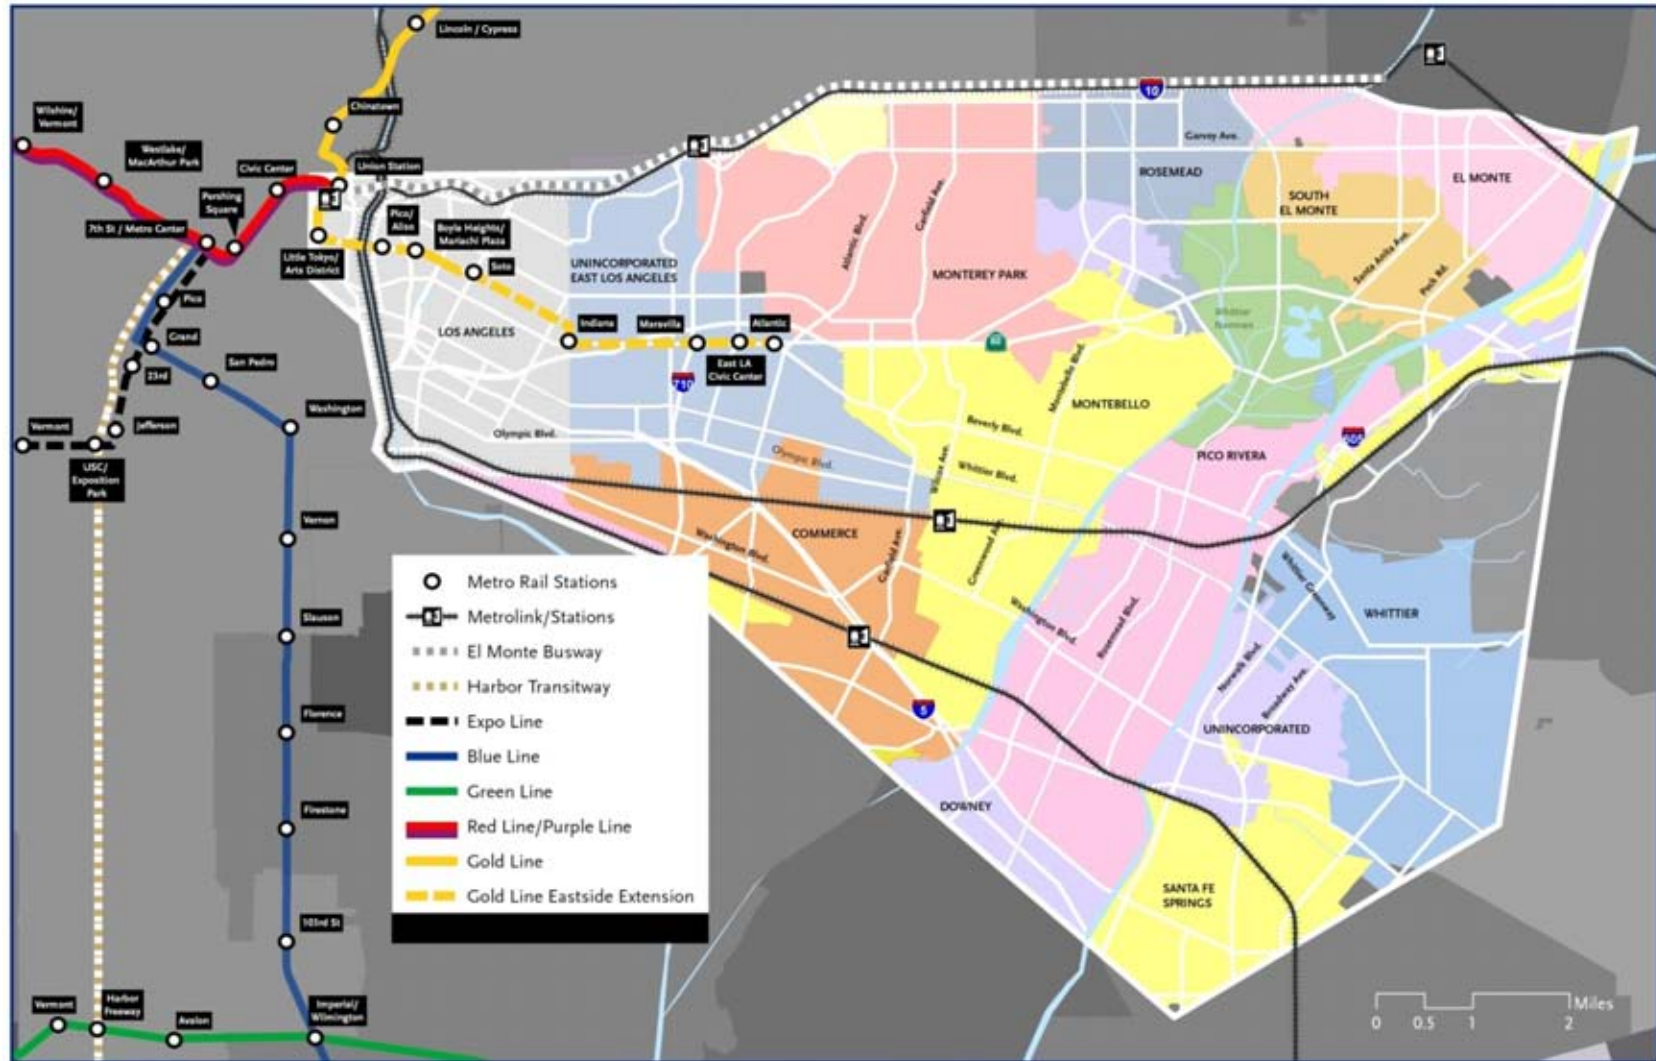 Lincoln / Cypress
Chinatown
Wilshire/
Vermont
Westlake/
MacArthur Park
Civic Center
Union Station
Pershing
Square
7th St / Metro Center
Little Tokyo/
Arts District
Pico/
Aliso
Boyle Heights/
Mariachi Plaza
Soto
Indiana
Maravilla
Atlantic
East LA
Civic Center
Pico
Grand
San Pedro
23rd
Washington
Jefferson
Vermont
USC/
Exposition
Park
Vernon
Slauson
Florence
Firestone
103rd St
Vermont
Harbor
Freeway
Avalon
Imperial/
Wilmington
10
Garvey Ave.
ROSEMEAD
SOUTH
EL MONTE
EL MONTE
Atlantic Blvd.
Garfield Ave.
MONTEREY PARK
UNINCORPORATED
EAST LOS ANGELES
LOS ANGELES
Santa Anita Ave.
Peck Rd.
Whittier
Narrows
60
710
Montebello Blvd.
MONTEBELLO
Beverly Blvd.
Olympic Blvd.
Olympic Blvd.
Whittier Blvd.
Wilcox Ave.
PICO RIVERA
605
COMMERCE
Washington Blvd.
Garfield Ave.
Greenwood Ave.
Washington Blvd.
Rosemead Blvd.
Whittier Greenway
WHITTIER
Norwalk Blvd.
Broadway Ave.
UNINCORPORATED
5
DOWNEY
SANTA FE
SPRINGS
Metro Rail Stations
Metrolink/Stations
El Monte Busway
Harbor Transitway
Expo Line
Blue Line
Green Line
Red Line/Purple Line
Gold Line
Gold Line Eastside Extension
Miles
0 0.5 1 2